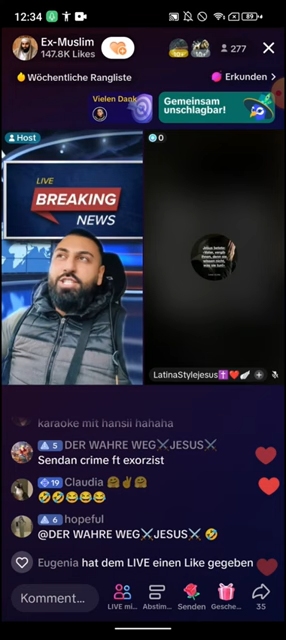 12:34
89
Ex-Muslim
147.8K Likes
10+
277
Wöchentliche Rangliste
Erkunden
Vielen Dank
Gemeinsam
unschlagbar!
Host
0
LIVE
BREAKING
NEWS
LatinaStylejesus✝️❤️🪽
karaoke mit hansii hahaha
5 DER WAHRE WEG⚔️JESUS⚔️
Sendan crime ft exorzist
19 Claudia 🤗✌🏾🤗
🤣🤣😂😂😂
6 hopeful
@DER WAHRE WEG⚔️JESUS⚔️ 🤣
Eugenia hat dem LIVE einen Like gegeben
Komment...
LIVE mi...
Abstim...
Senden
Gesche...
35